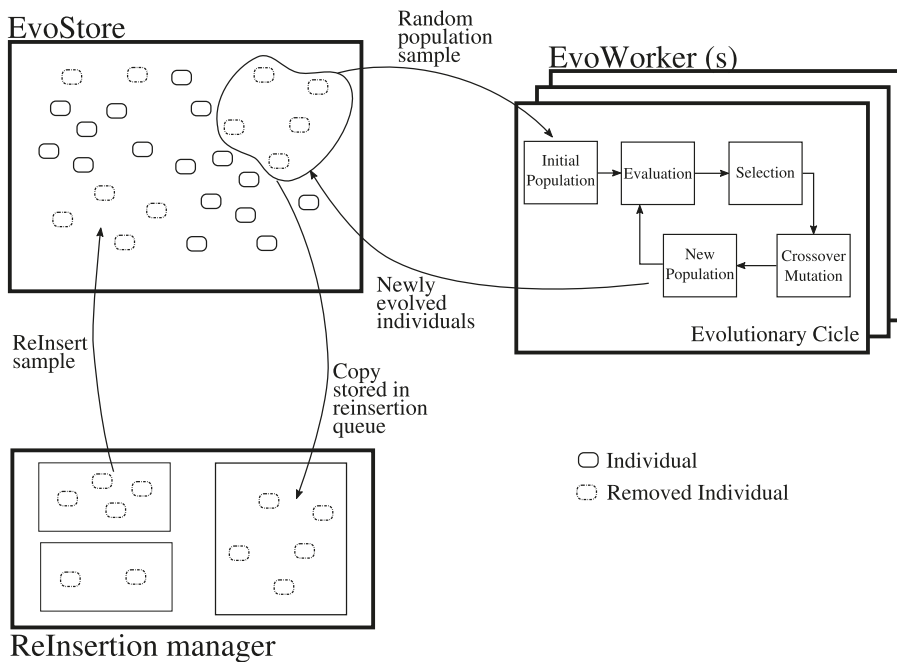 EvoStore
Random
population
sample
EvoWorker (s)
Initial
Population
Evaluation
Selection
New
Population
Crossover
Mutation
Evolutionary Cicle
Newly
evolved
individuals
ReInsert
sample
Copy
stored in
reinsertion
queue
Individual
Removed Individual
ReInsertion manager